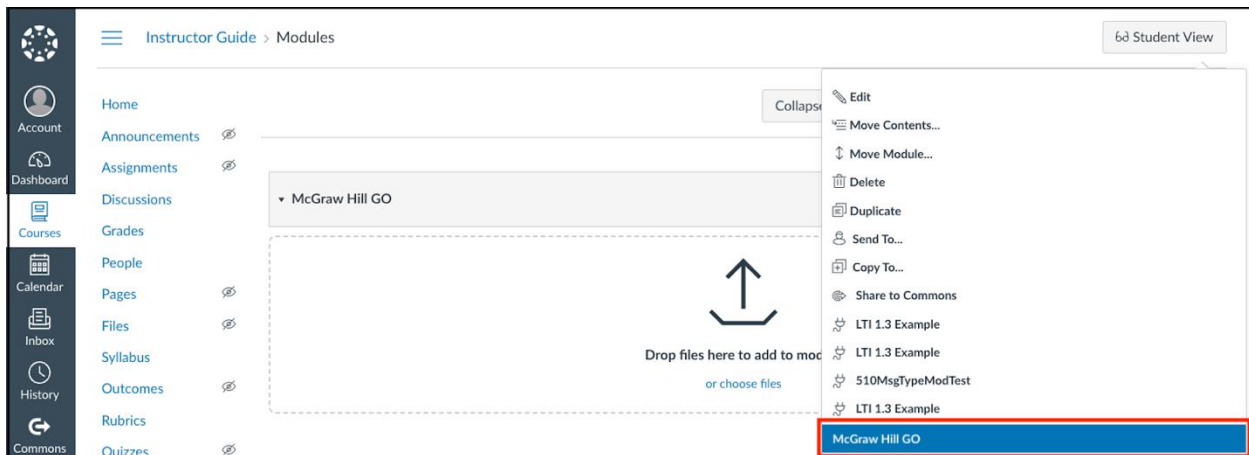 Instructor Guide > Modules
Student View
Account
Dashboard
Courses
Calendar
Inbox
History
Commons
Home
Announcements
Assignments
Discussions
Grades
People
Pages
Files
Syllabus
Outcomes
Rubrics
Quizzes
Collapse
McGraw Hill GO
Drop files here to add to mod
or choose files
Edit
Move Contents...
Move Module...
Delete
Duplicate
Send To...
Copy To...
Share to Commons
LTI 1.3 Example
LTI 1.3 Example
510MsgTypeModTest
LTI 1.3 Example
McGraw Hill GO